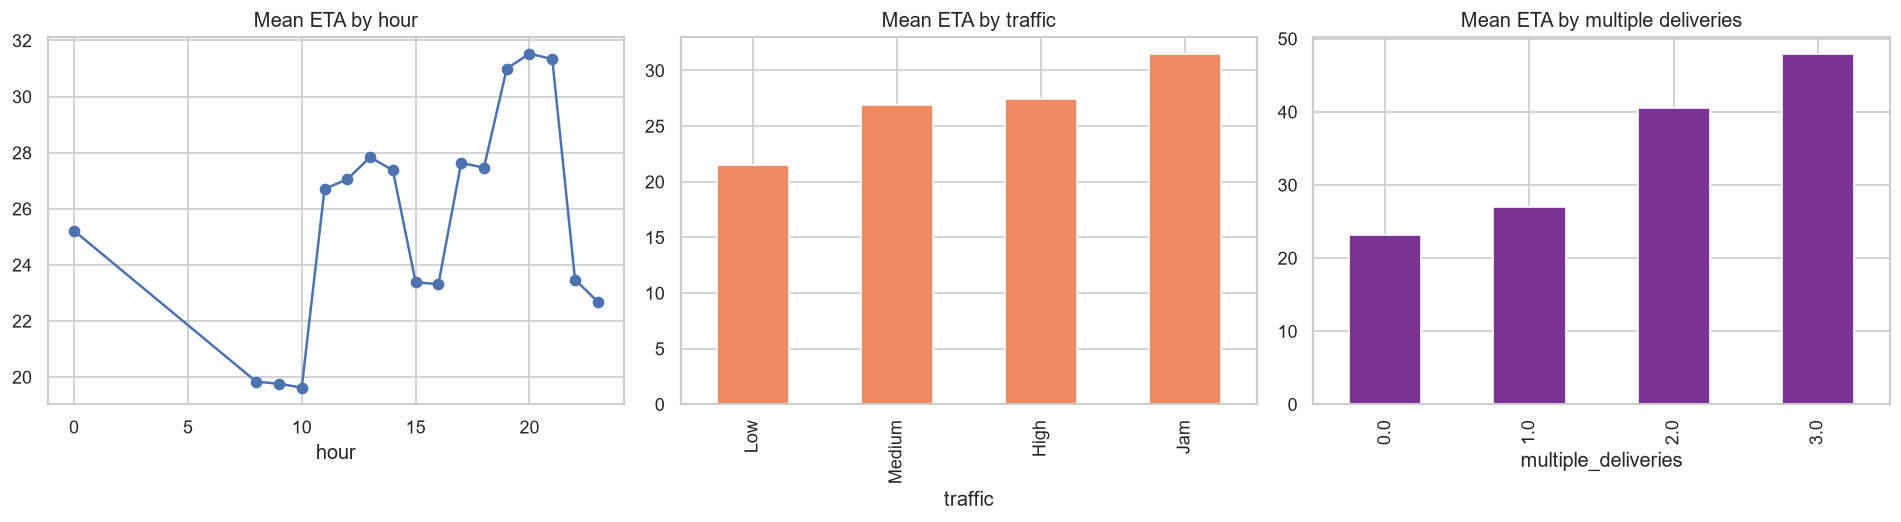 Mean ETA by hour
32
30
28
26
24
22
20
0 5 10 15 20
hour
Mean ETA by traffic
30
25
20
15
10
5
0
Low Medium High Jam
traffic
Mean ETA by multiple deliveries
50
40
30
20
10
0
0.0 1.0 2.0 3.0
multiple_deliveries